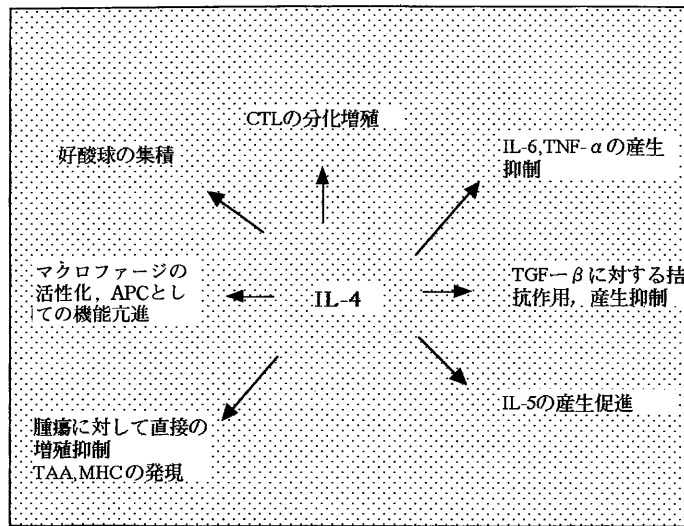 CTLの分化増殖
好酸球の集積
IL-6,TNF-αの産生
抑制
マクロファージの
活性化，APCとし
ての機能亢進
IL-4
TGFーβに対する拮
抗作用，産生抑制
腫瘍に対して直接の
増殖抑制
TAA,MHCの発現
IL-5の産生促進